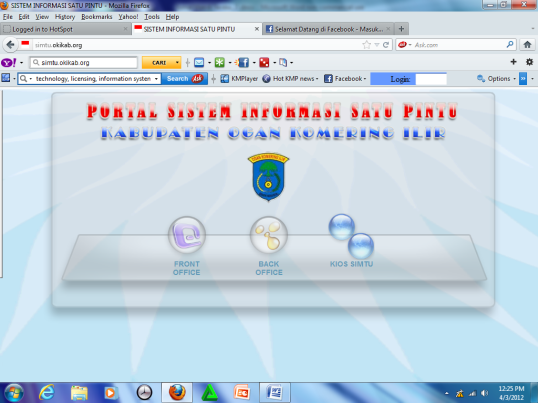 SISTEM INFORMASI SATU PINTU - Mozilla Firefox
File Edit View History Bookmarks Yahoo! Tools Help
Logged in to HotSpot
SISTEM INFORMASI SATU PINTU
Selamat Datang di Facebook - Masuk...
simtu.okikab.org
Ask.com
simtu.okikab.org
CARI
technology, licensing, information system
Search
KMPlayer
Hot KMP news
Facebook
Login
Options
PORTAL SISTEM INFORMASI SATU PINTU
KABUPATEN OGAN KOMERING ILIR
FRONT OFFICE
BACK OFFICE
KIOS SIMTU
12:25 PM
4/3/2012